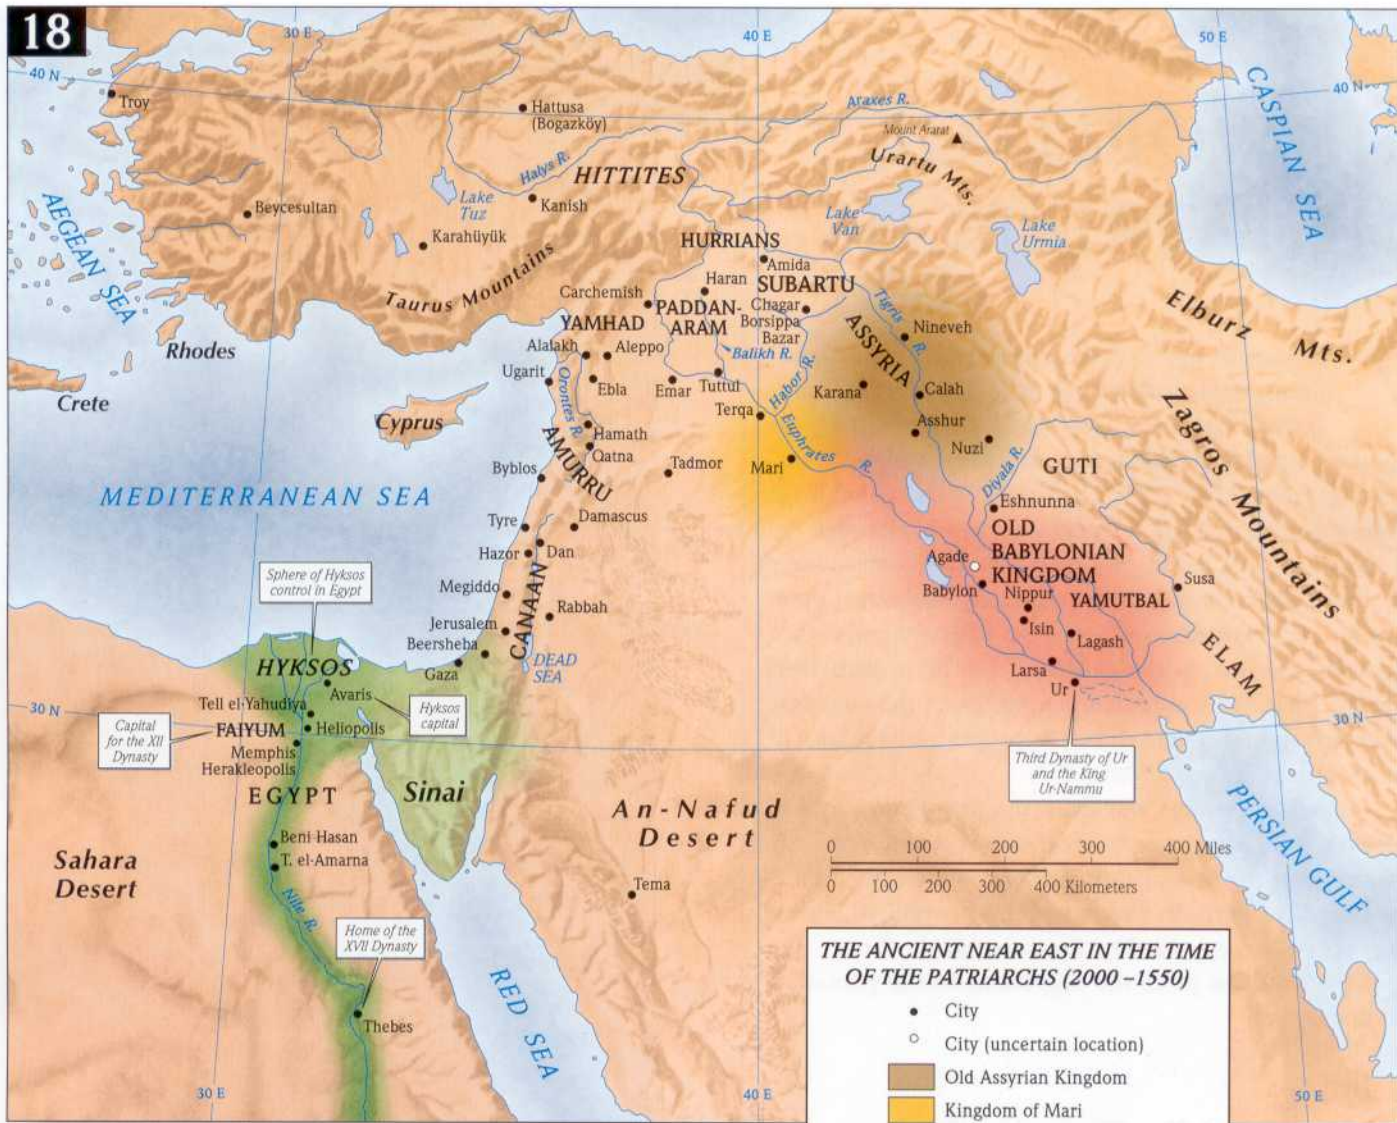 18
30 E
40 E
50 E
40 N
40 N
CASPIAN SEA
Troy
Hattusa
(Bogazköy)
Araxes R.
Mount Ararat
Urartu Mts.
Halys R.
HITTITES
Lake
Tuz
Kanish
Beycesultan
Lake
Van
Lake
Urmia
AEGEAN SEA
Karahüyük
HURRIANS
Amida
Taurus Mountains
Haran
SUBARTU
Carchemish
PADDAN-
ARAM
Chagar
Borsippa
Bazar
Tigris R.
Elburz Mts.
YAMHAD
Nineveh
ASSYRIA
Rhodes
Alalakh
Aleppo
Balikh R.
Habor R.
Ugarit
Orontes R.
Ebla
Emar
Tuttul
Karana
Calah
Crete
Cyprus
Terqa
Euphrates R.
Asshur
Zagros Mountains
Hamath
Nuzi
AMURRU
Qatna
Diyala R.
GUTI
Byblos
Tadmor
Mari
MEDITERRANEAN SEA
Eshnunna
Tyre
Damascus
OLD
BABYLONIAN
KINGDOM
Hazor
Dan
Agade
Sphere of Hyksos
control in Egypt
Megiddo
CANAAN
Babylon
Susa
Nippur
YAMUTBAL
Rabbah
Jerusalem
Isin
Beersheba
Lagash
HYKSOS
DEAD
SEA
Larsa
ELAM
Gaza
Avaris
Ur
Tell el-Yahudiya
Hyksos
capital
30 N
30 N
Capital
for the XII
Dynasty
FAIYUM
Heliopolis
Memphis
Herakleopolis
Third Dynasty of Ur
and the King
Ur-Nammu
EGYPT
Sinai
An-Nafud
Desert
PERSIAN GULF
Beni Hasan
Sahara
Desert
T. el-Amarna
0 100 200 300 400 Miles
0 100 200 300 400 Kilometers
Tema
Nile R.
Home of the
XVII Dynasty
RED SEA
Thebes
THE ANCIENT NEAR EAST IN THE TIME
OF THE PATRIARCHS (2000 –1550)
City
City (uncertain location)
Old Assyrian Kingdom
Kingdom of Mari
30 E
40 E
50 E